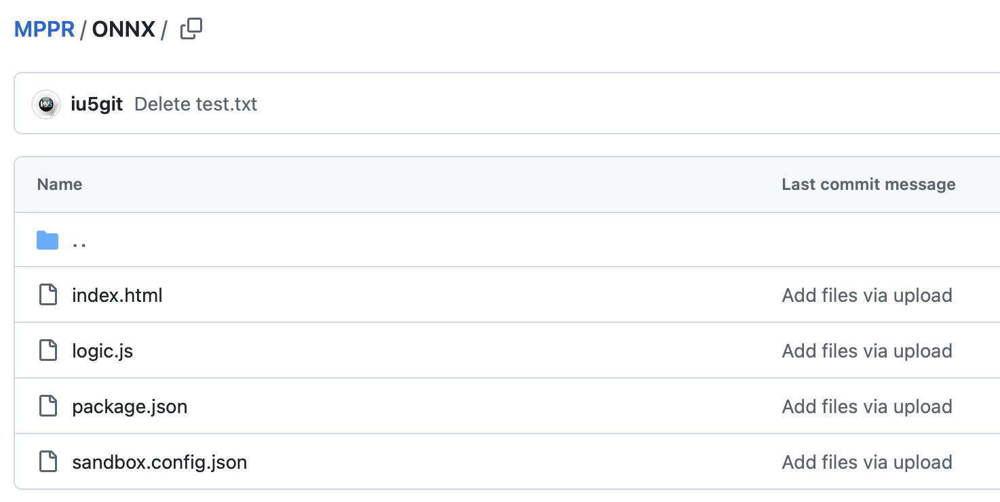 MPPR / ONNX /
iu5git Delete test.txt
Name Last commit message
..
index.html Add files via upload
logic.js Add files via upload
package.json Add files via upload
sandbox.config.json Add files via upload